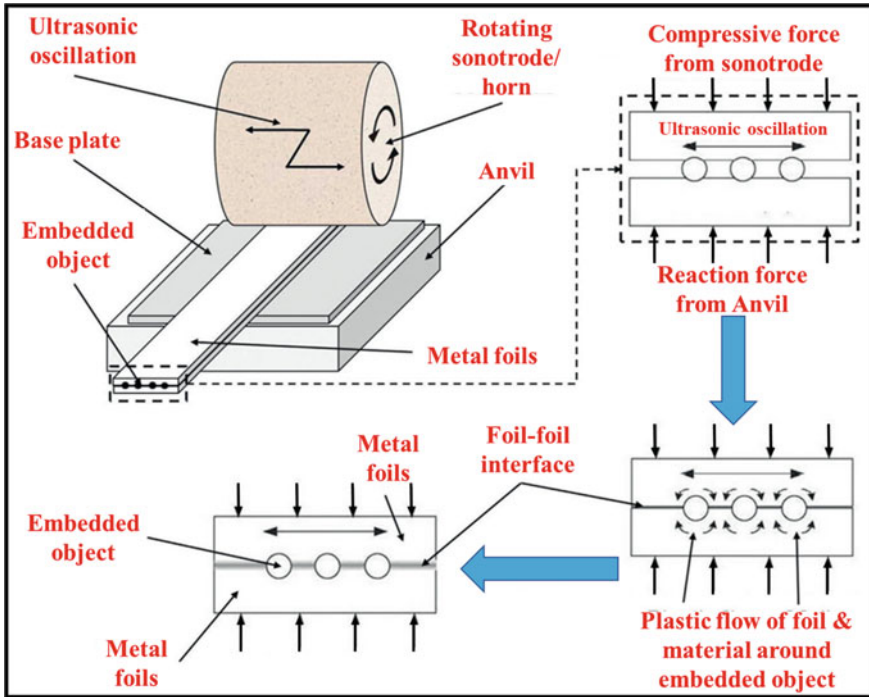 Ultrasonic
oscillation
Rotating
sonotrode/
horn
Base plate
Anvil
Embedded
object
Metal foils
Compressive force
from sonotrode
Ultrasonic oscillation
Reaction force
from Anvil
Foil-foil
interface
Plastic flow of foil &
material around
embedded object
Metal
foils
Embedded
object
Metal
foils